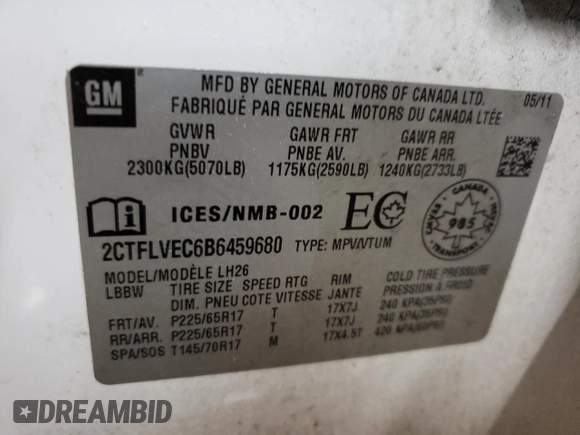 GM
MFD BY GENERAL MOTORS OF CANADA LTD. 05/11
FABRIQUÉ PAR GENERAL MOTORS DU CANADA LTÉE
GVWR GAWR FRT GAWR RR
PNBV PNBE AV. PNBE ARR.
2300KG(5070LB) 1175KG(2590LB) 1240KG(2733LB)
i ICES/NMB-002 EC CANADA CMVSS 985 NSVAC
2CTFLVEC6B6459680 TYPE: MPV/VTUM
MODEL/MODÈLE LH26
LBBW TIRE SIZE SPEED RTG RIM COLD TIRE PRESSURE
DIM. PNEU COTE VITESSE JANTE PRESSION À FROID
FRT/AV. P225/65R17 T 17X7J 240 KPA(35PSI)
RR/ARR. P225/65R17 T 17X7J 240 KPA(35PSI)
SPA/SOS T145/70R17 M 17X4.5T 420 KPA(60PSI)
DREAMBID